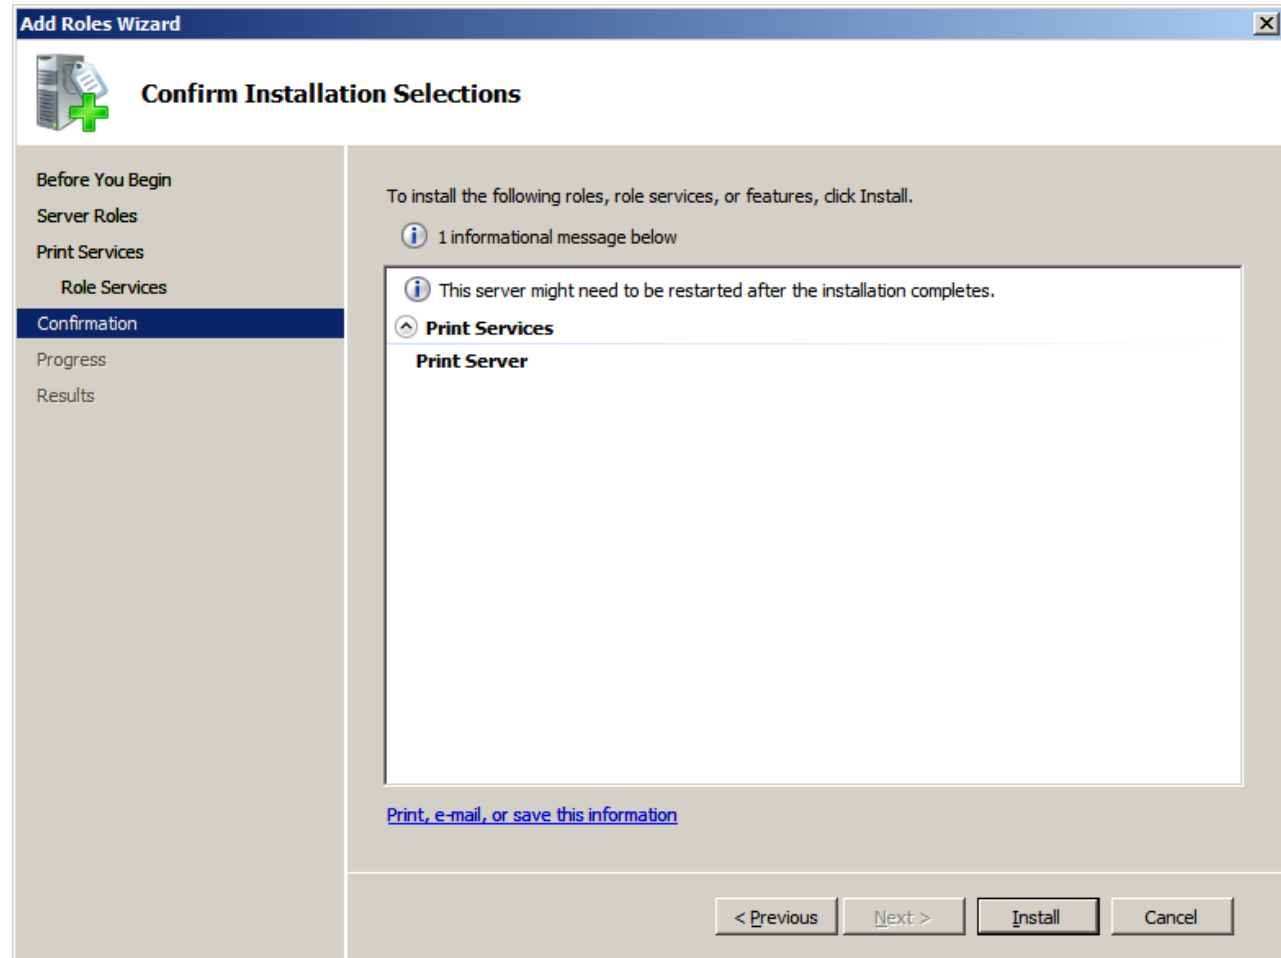 Add Roles Wizard
Confirm Installation Selections
Before You Begin
Server Roles
Print Services
Role Services
Confirmation
Progress
Results
To install the following roles, role services, or features, click Install.
1 informational message below
This server might need to be restarted after the installation completes.
Print Services
Print Server
Print, e-mail, or save this information
< Previous
Next >
Install
Cancel